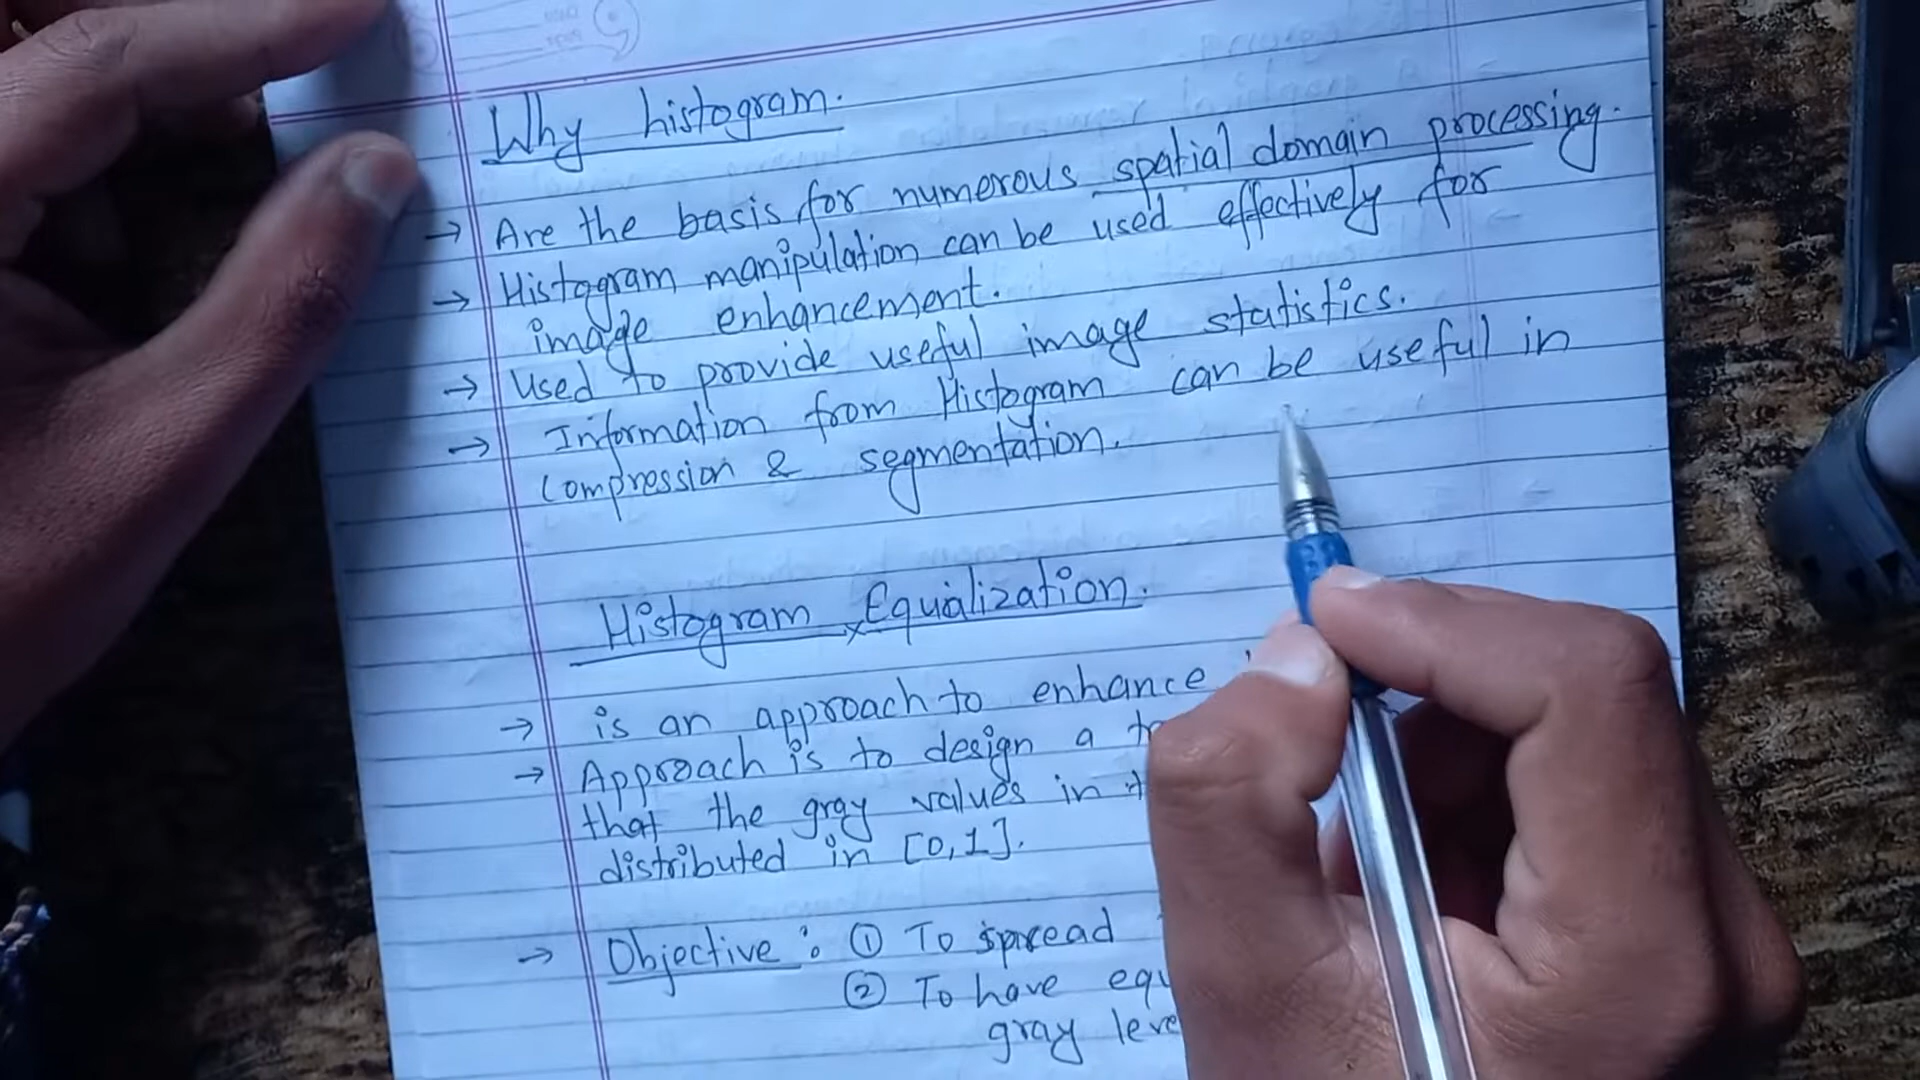 Why histogram.
→ Are the basis for numerous spatial domain processing.
→ Histogram manipulation can be used effectively for
image enhancement.
→ Used to provide useful image statistics.
→ Information from Histogram can be useful in
compression & segmentation.
Histogram Equalization.
→ is an approach to enhance
→ Approach is to design a
that the gray values in
distributed in [0,1].
→ Objective : ① To spread
② To have
gray